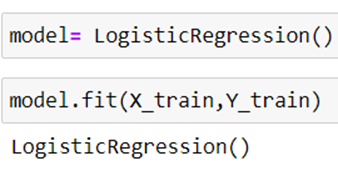 model= LogisticRegression()
model.fit(X_train,Y_train)
LogisticRegression()